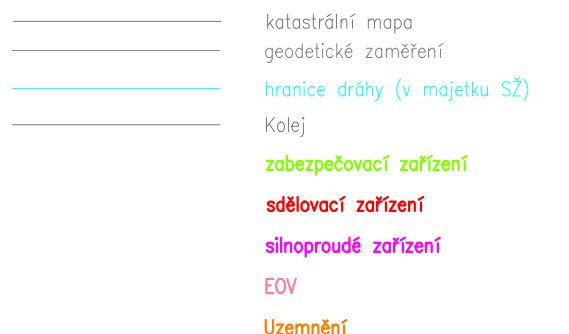 katastrální mapa
geodetické zaměření
hranice dráhy (v majetku SŽ)
Kolej
zabezpečovací zařízení
sdělovací zařízení
silnoproudé zařízení
EOV
Uzemnění